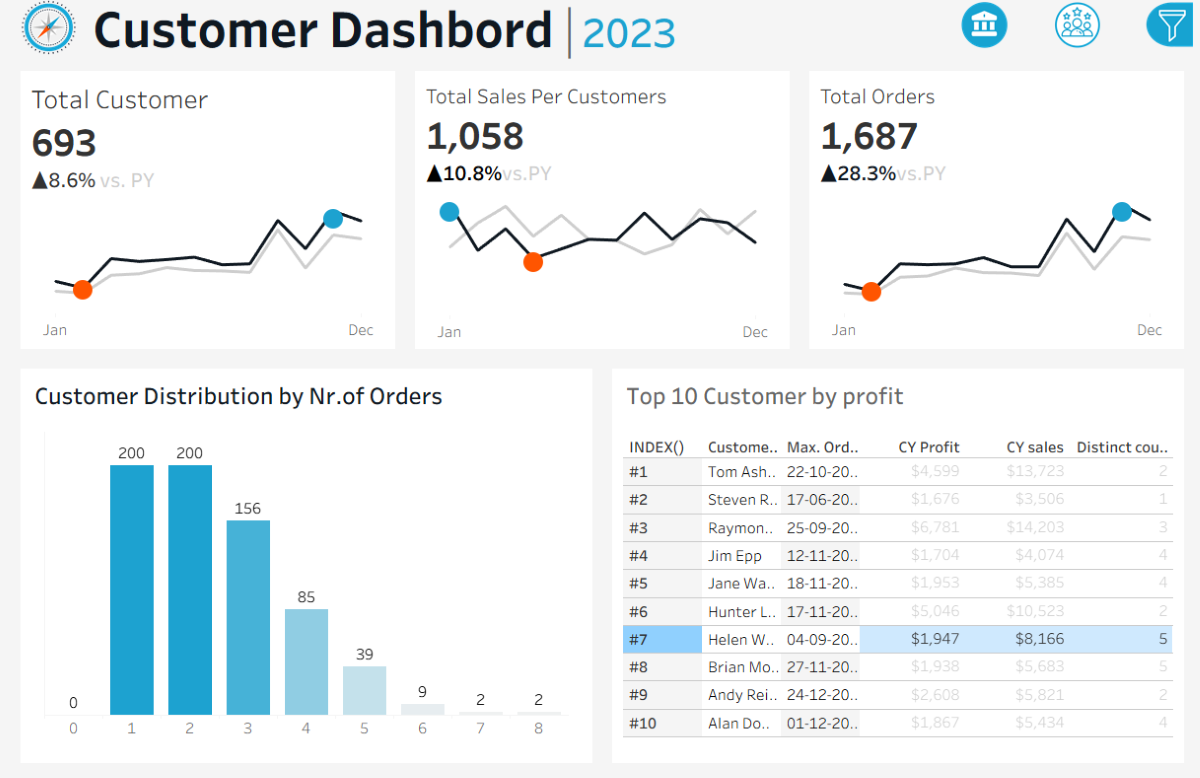 Customer Dashbord | 2023
Total Customer
693
▲8.6% vs. PY
Jan Dec
Total Sales Per Customers
1,058
▲10.8%vs.PY
Jan Dec
Total Orders
1,687
▲28.3%vs.PY
Jan Dec
Customer Distribution by Nr.of Orders
0 200 200 156 85 39 9 2 2
0 1 2 3 4 5 6 7 8
Top 10 Customer by profit
INDEX() Custome.. Max. Ord.. CY Profit CY sales Distinct cou..
#1 Tom Ash.. 22-10-20.. $4,599 $13,723 2
#2 Steven R.. 17-06-20.. $1,676 $3,506 1
#3 Raymon.. 25-09-20.. $6,781 $14,203 3
#4 Jim Epp 12-11-20.. $1,704 $4,074 4
#5 Jane Wa.. 18-11-20.. $1,953 $5,385 4
#6 Hunter L.. 17-11-20.. $5,046 $10,523 2
#7 Helen W.. 04-09-20.. $1,947 $8,166 5
#8 Brian Mo.. 27-11-20.. $1,938 $5,683 5
#9 Andy Rei.. 24-12-20.. $2,608 $5,821 2
#10 Alan Do.. 01-12-20.. $1,867 $5,434 4